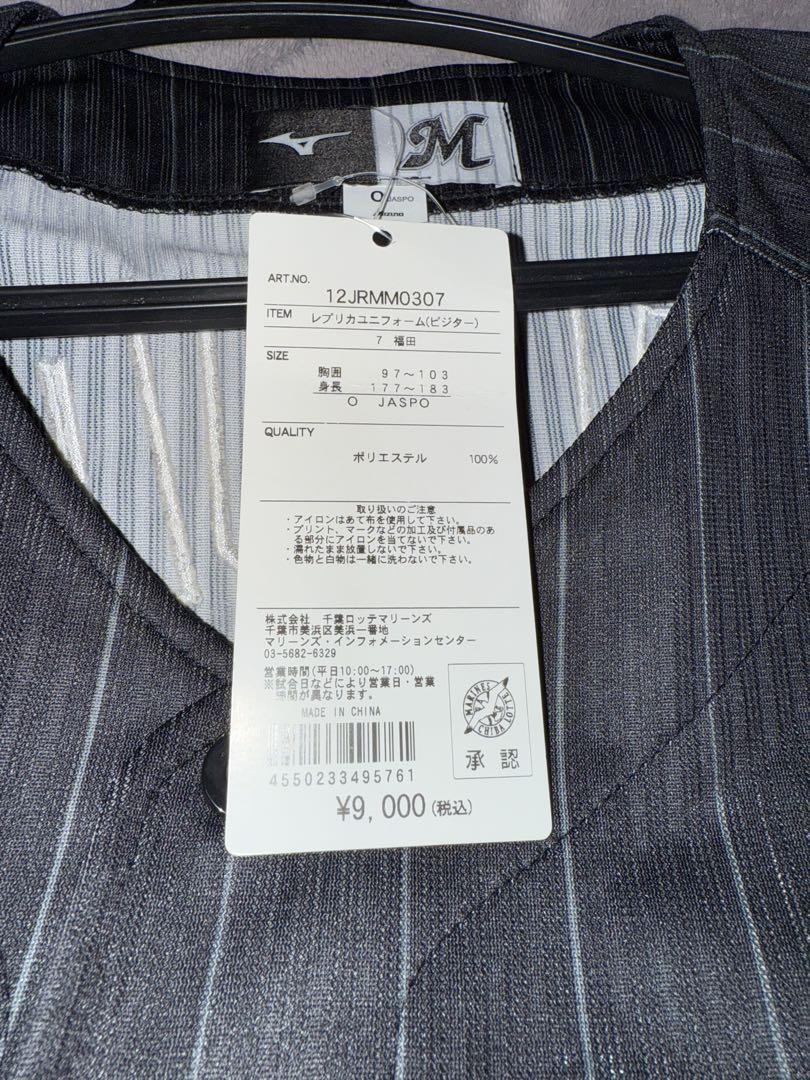 M
O JASPO
Mizuno
ART.NO.
12JRMM0307
ITEM レプリカユニフォーム(ビジター)
7 福田
SIZE
胸囲 97~103
身長 177~183
O JASPO
QUALITY
ポリエステル 100%
取り扱いのご注意
・アイロンはあて布を使用して下さい。
・プリント、マークなどの加工及び付属品のあ
る部分にアイロンを当てないで下さい。
・濡れたまま放置しないで下さい。
・色物と白物は一緒に洗わないで下さい。
株式会社 千葉ロッテマリーンズ
千葉市美浜区美浜一番地
マリーンズ・インフォメーションセンター
03-5682-6329
営業時間(平日10:00~17:00)
※試合日などにより営業日・営業
時間が異なります。
MADE IN CHINA
MARINES
CHIBA LOTTE
承認
4550233495761
¥9,000(税込)